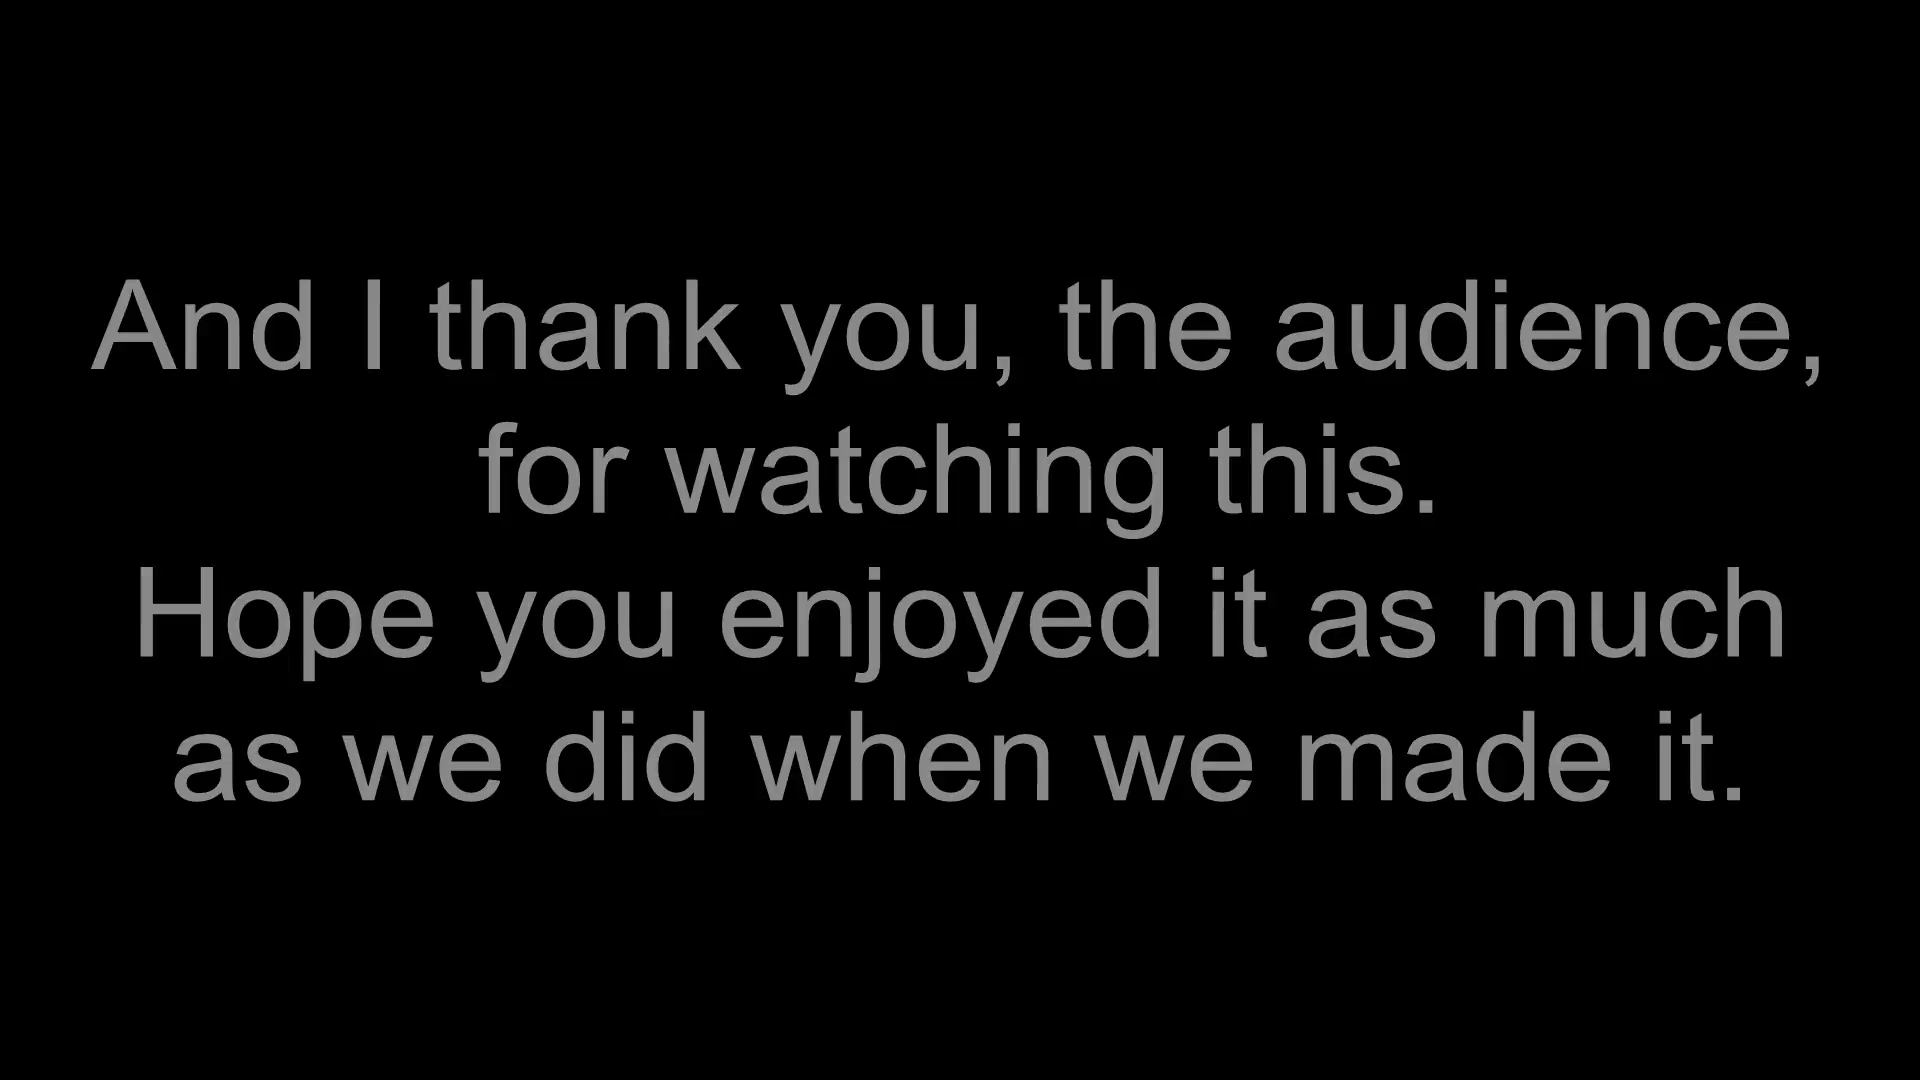 And I thank you, the audience,
for watching this.
Hope you enjoyed it as much
as we did when we made it.